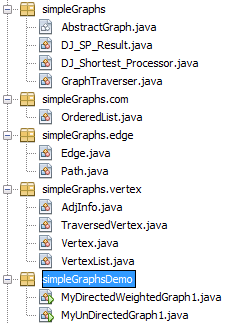 simpleGraphs
AbstractGraph.java
DJ_SP_Result.java
DJ_Shortest_Processor.java
GraphTraverser.java
simpleGraphs.com
OrderedList.java
simpleGraphs.edge
Edge.java
Path.java
simpleGraphs.vertex
AdjInfo.java
TraversedVertex.java
Vertex.java
VertexList.java
simpleGraphsDemo
MyDirectedWeightedGraph1.java
MyUnDirectedGraph1.java